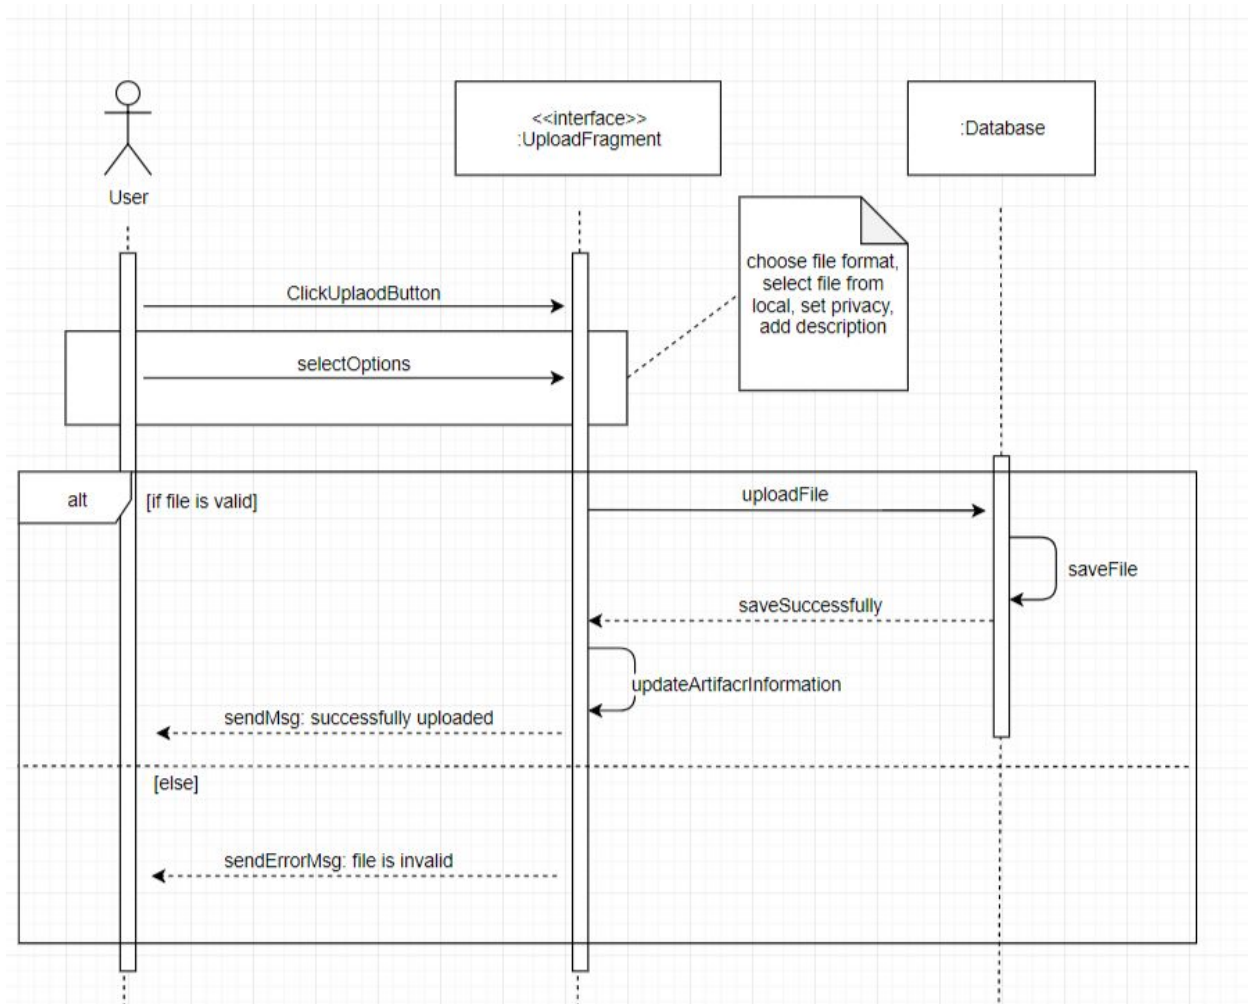 <<interface>>
:UploadFragment
:Database
User
choose file format,
select file from
local, set privacy,
add description
ClickUplaodButton
selectOptions
alt
[if file is valid]
uploadFile
saveFile
saveSuccessfully
updateArtifacrInformation
sendMsg: successfully uploaded
[else]
sendErrorMsg: file is invalid